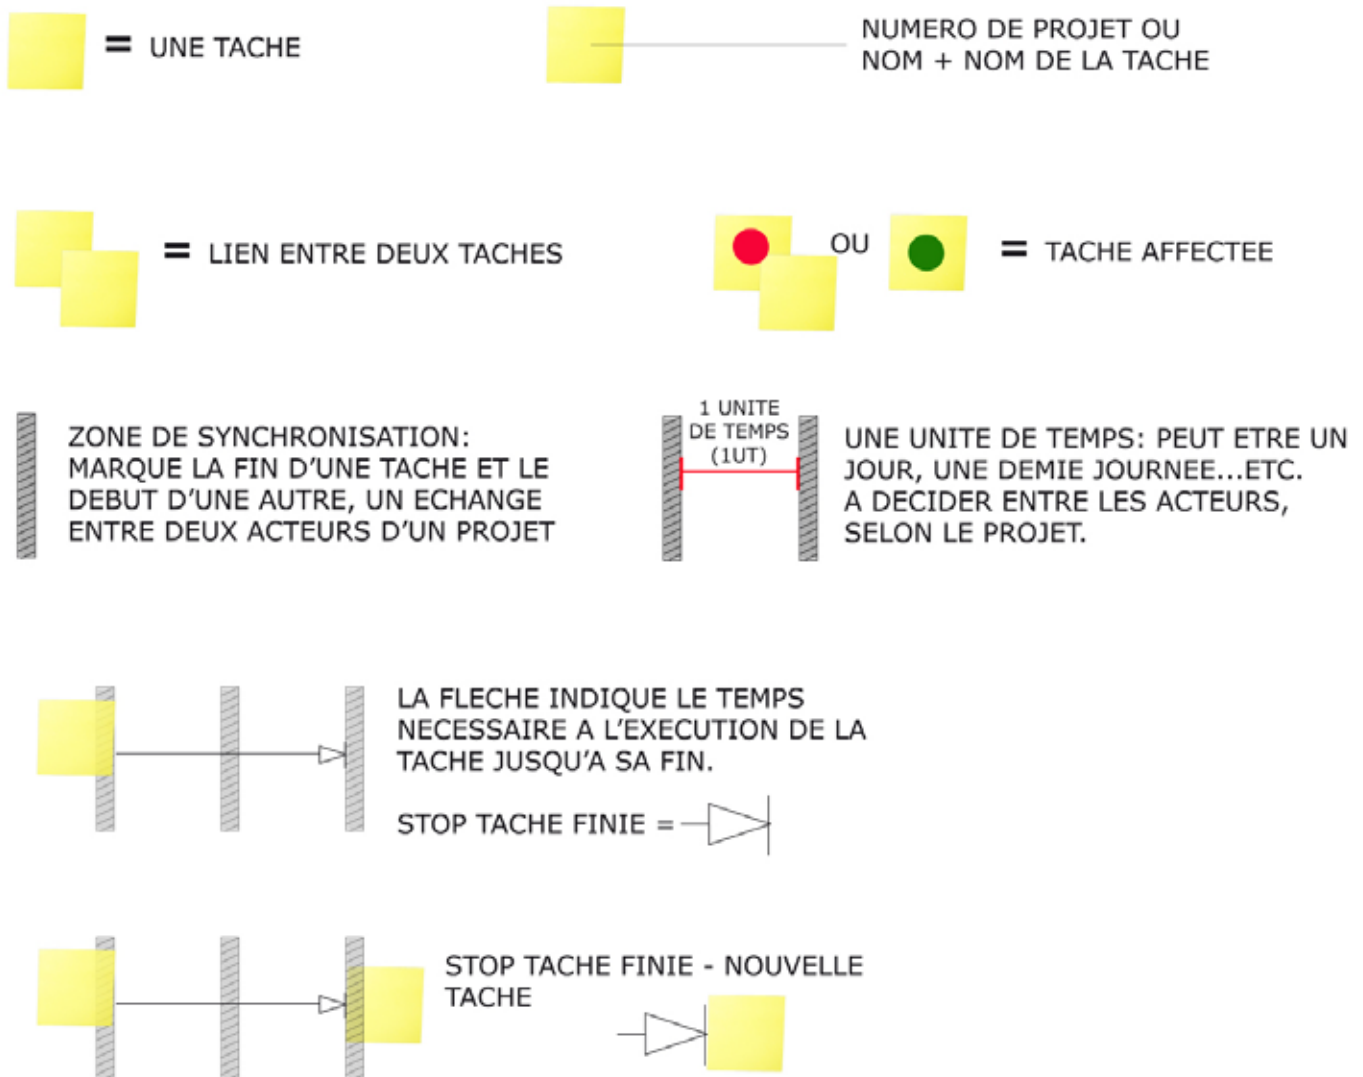 = UNE TACHE
NUMERO DE PROJET OU
NOM + NOM DE LA TACHE
= LIEN ENTRE DEUX TACHES
OU
= TACHE AFFECTEE
ZONE DE SYNCHRONISATION:
MARQUE LA FIN D'UNE TACHE ET LE
DEBUT D'UNE AUTRE, UN ECHANGE
ENTRE DEUX ACTEURS D'UN PROJET
1 UNITE
DE TEMPS
(1UT)
UNE UNITE DE TEMPS: PEUT ETRE UN
JOUR, UNE DEMIE JOURNEE...ETC.
A DECIDER ENTRE LES ACTEURS,
SELON LE PROJET.
LA FLECHE INDIQUE LE TEMPS
NECESSAIRE A L'EXECUTION DE LA
TACHE JUSQU'A SA FIN.
STOP TACHE FINIE =
STOP TACHE FINIE - NOUVELLE
TACHE